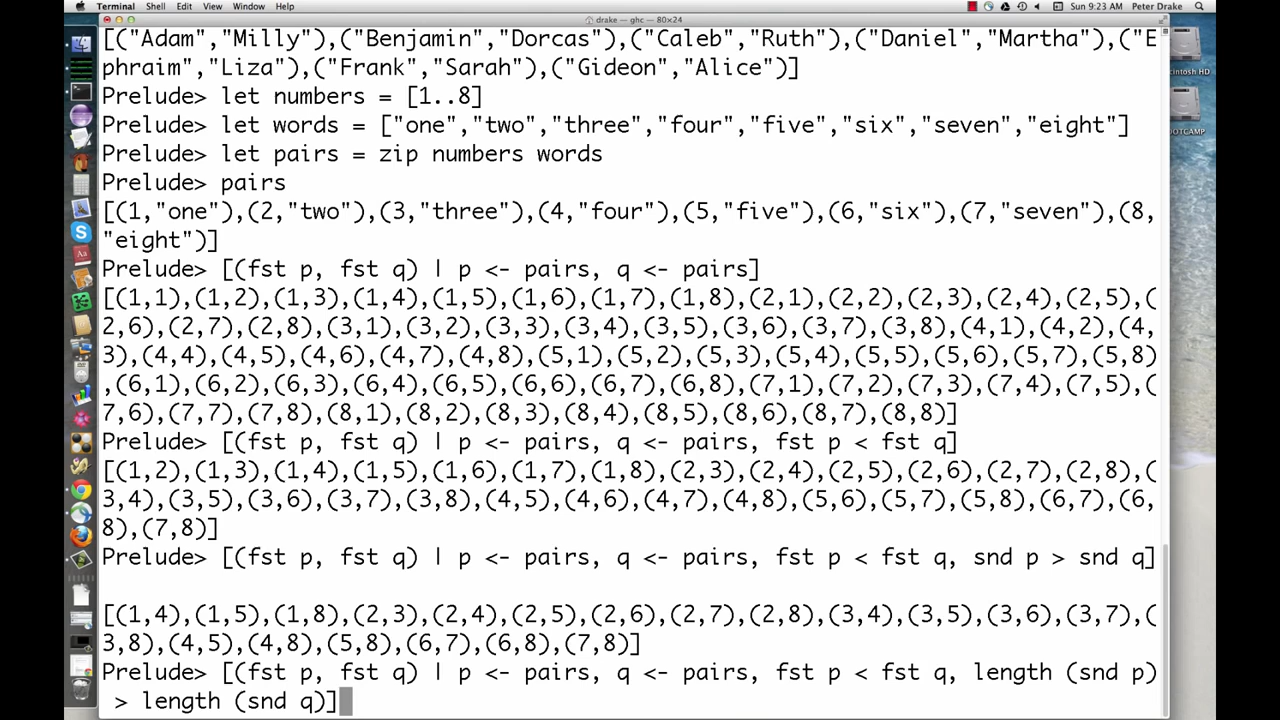 Terminal Shell Edit View Window Help Sun 9:23 AM Peter Drake
drake — ghc — 80×24
[("Adam","Milly"),("Benjamin","Dorcas"),("Caleb","Ruth"),("Daniel","Martha"),("E
phraim","Liza"),("Frank","Sarah"),("Gideon","Alice")]
Prelude> let numbers = [1..8]
Prelude> let words = ["one","two","three","four","five","six","seven","eight"]
Prelude> let pairs = zip numbers words
Prelude> pairs
[(1,"one"),(2,"two"),(3,"three"),(4,"four"),(5,"five"),(6,"six"),(7,"seven"),(8,
"eight")]
Prelude> [(fst p, fst q) | p <- pairs, q <- pairs]
[(1,1),(1,2),(1,3),(1,4),(1,5),(1,6),(1,7),(1,8),(2,1),(2,2),(2,3),(2,4),(2,5),(
2,6),(2,7),(2,8),(3,1),(3,2),(3,3),(3,4),(3,5),(3,6),(3,7),(3,8),(4,1),(4,2),(4,
3),(4,4),(4,5),(4,6),(4,7),(4,8),(5,1),(5,2),(5,3),(5,4),(5,5),(5,6),(5,7),(5,8)
,(6,1),(6,2),(6,3),(6,4),(6,5),(6,6),(6,7),(6,8),(7,1),(7,2),(7,3),(7,4),(7,5),(
7,6),(7,7),(7,8),(8,1),(8,2),(8,3),(8,4),(8,5),(8,6),(8,7),(8,8)]
Prelude> [(fst p, fst q) | p <- pairs, q <- pairs, fst p < fst q]
[(1,2),(1,3),(1,4),(1,5),(1,6),(1,7),(1,8),(2,3),(2,4),(2,5),(2,6),(2,7),(2,8),(
3,4),(3,5),(3,6),(3,7),(3,8),(4,5),(4,6),(4,7),(4,8),(5,6),(5,7),(5,8),(6,7),(6,
8),(7,8)]
Prelude> [(fst p, fst q) | p <- pairs, q <- pairs, fst p < fst q, snd p > snd q]
[(1,4),(1,5),(1,8),(2,3),(2,4),(2,5),(2,6),(2,7),(2,8),(3,4),(3,5),(3,6),(3,7),(
3,8),(4,5),(4,8),(5,8),(6,7),(6,8),(7,8)]
Prelude> [(fst p, fst q) | p <- pairs, q <- pairs, fst p < fst q, length (snd p)
 > length (snd q)]
cintosh HD
OOTCAMP